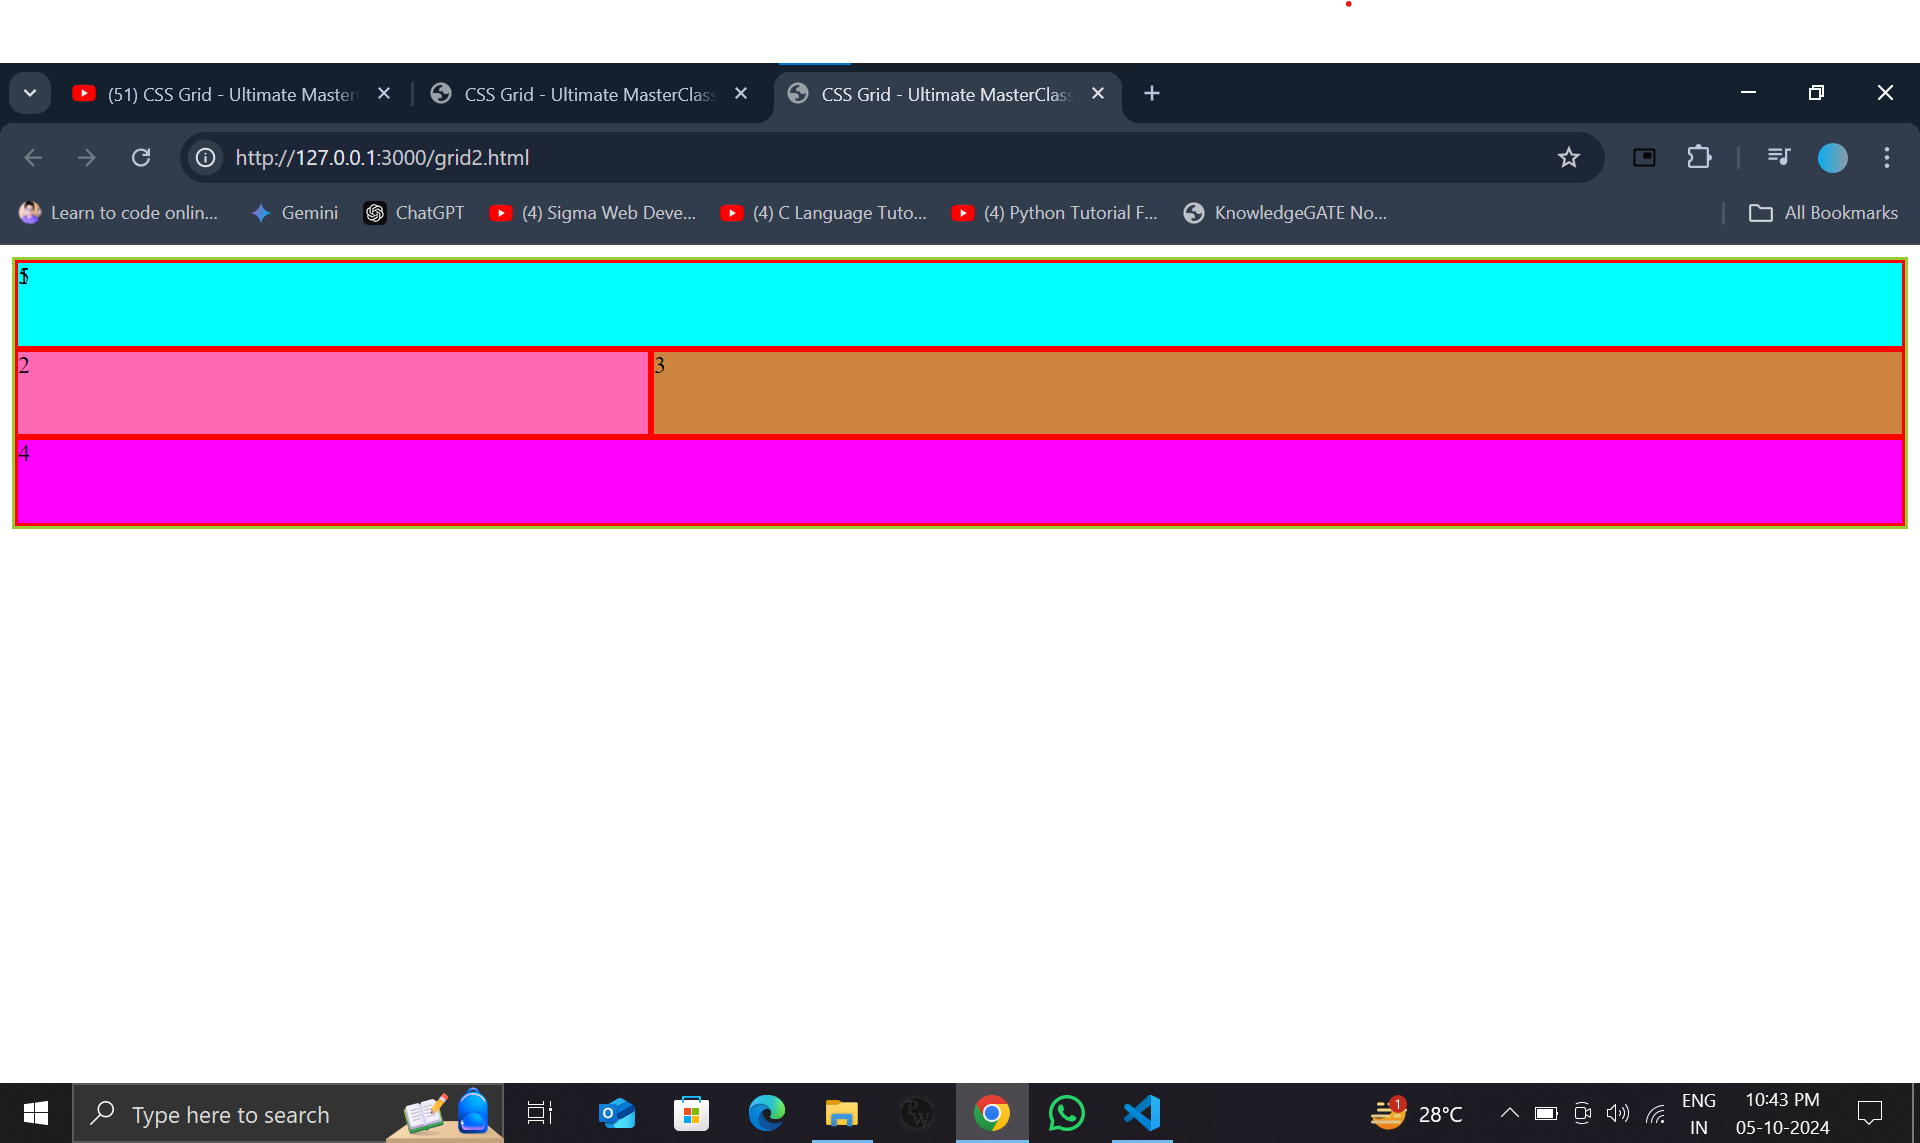 (51) CSS Grid - Ultimate Master
CSS Grid - Ultimate MasterClass
CSS Grid - Ultimate MasterClass
http://127.0.0.1:3000/grid2.html
Learn to code onlin...
Gemini
ChatGPT
(4) Sigma Web Deve...
(4) C Language Tuto...
(4) Python Tutorial F...
KnowledgeGATE No...
All Bookmarks
2
3
4
Type here to search
1
28°C
ENG
IN
10:43 PM
05-10-2024